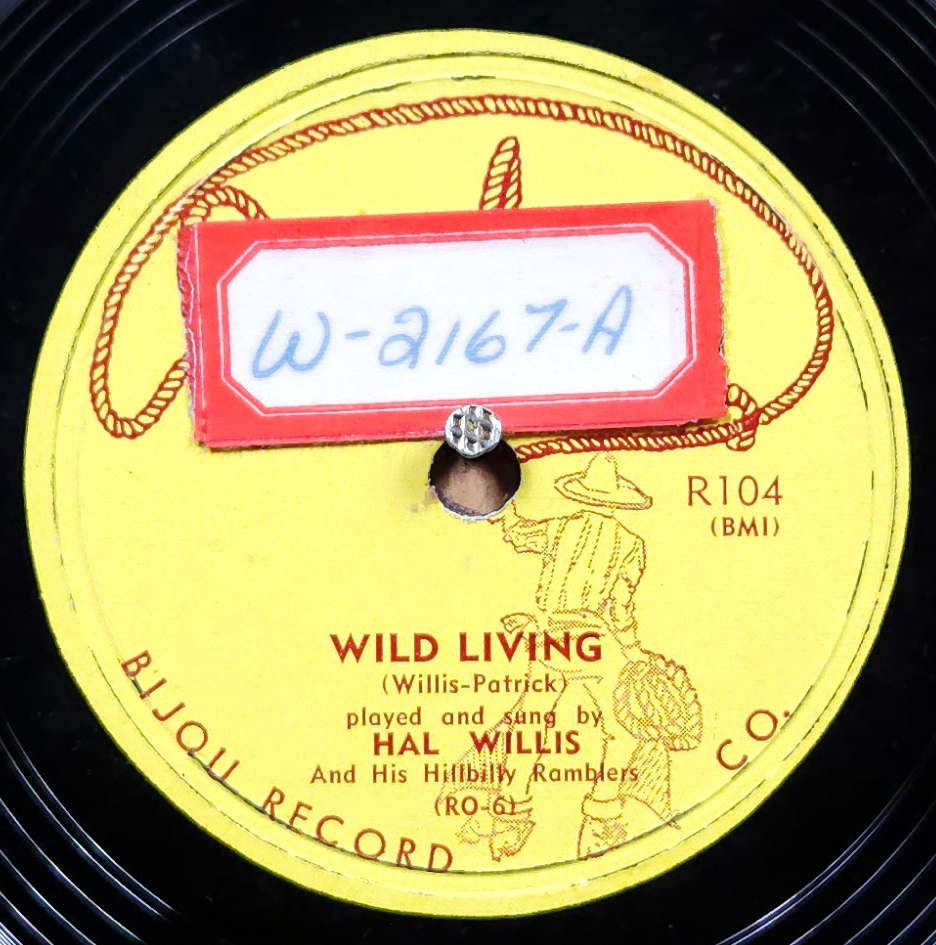 W-2167-A
R104
(BMI)
WILD LIVING
(Willis-Patrick)
played and sung by
HAL WILLIS
And His Hillbilly Ramblers
(RO-6)
BIJOU RECORD CO.